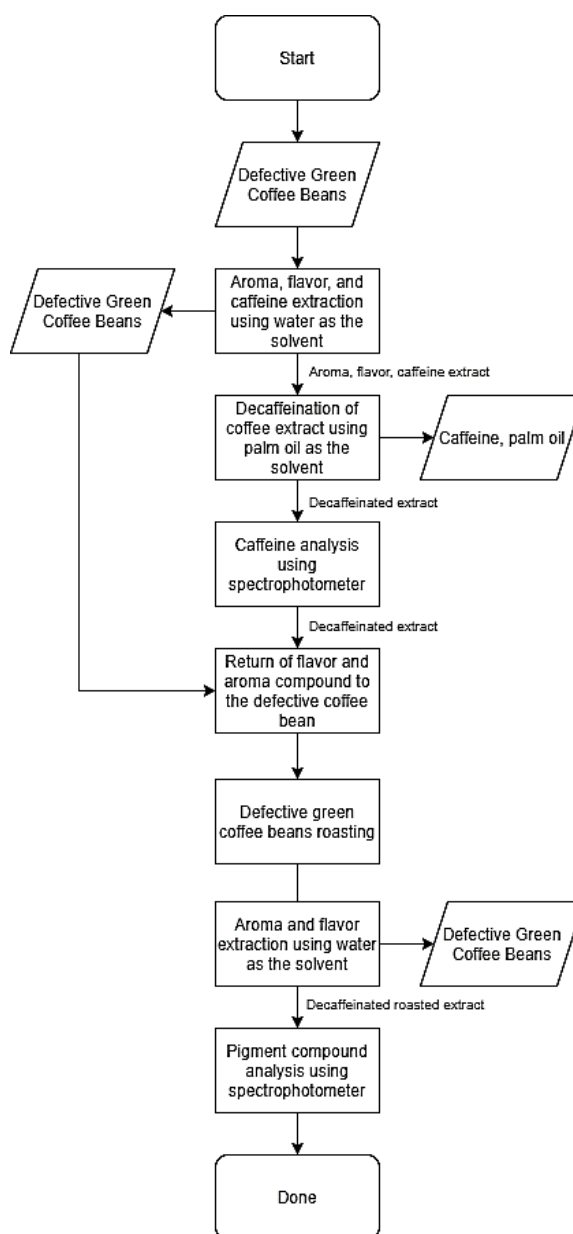 Start
Defective Green
Coffee Beans
Defective Green
Coffee Beans
Aroma, flavor, and
caffeine extraction
using water as the
solvent
Aroma, flavor, caffeine extract
Decaffeination of
coffee extract using
palm oil as the
solvent
Caffeine, palm oil
Decaffeinated extract
Caffeine analysis
using
spectrophotometer
Decaffeinated extract
Return of flavor and
aroma compound to
the defective coffee
bean
Defective green
coffee beans roasting
Aroma and flavor
extraction using water
as the solvent
Defective Green
Coffee Beans
Decaffeinated roasted extract
Pigment compound
analysis using
spectrophotometer
Done